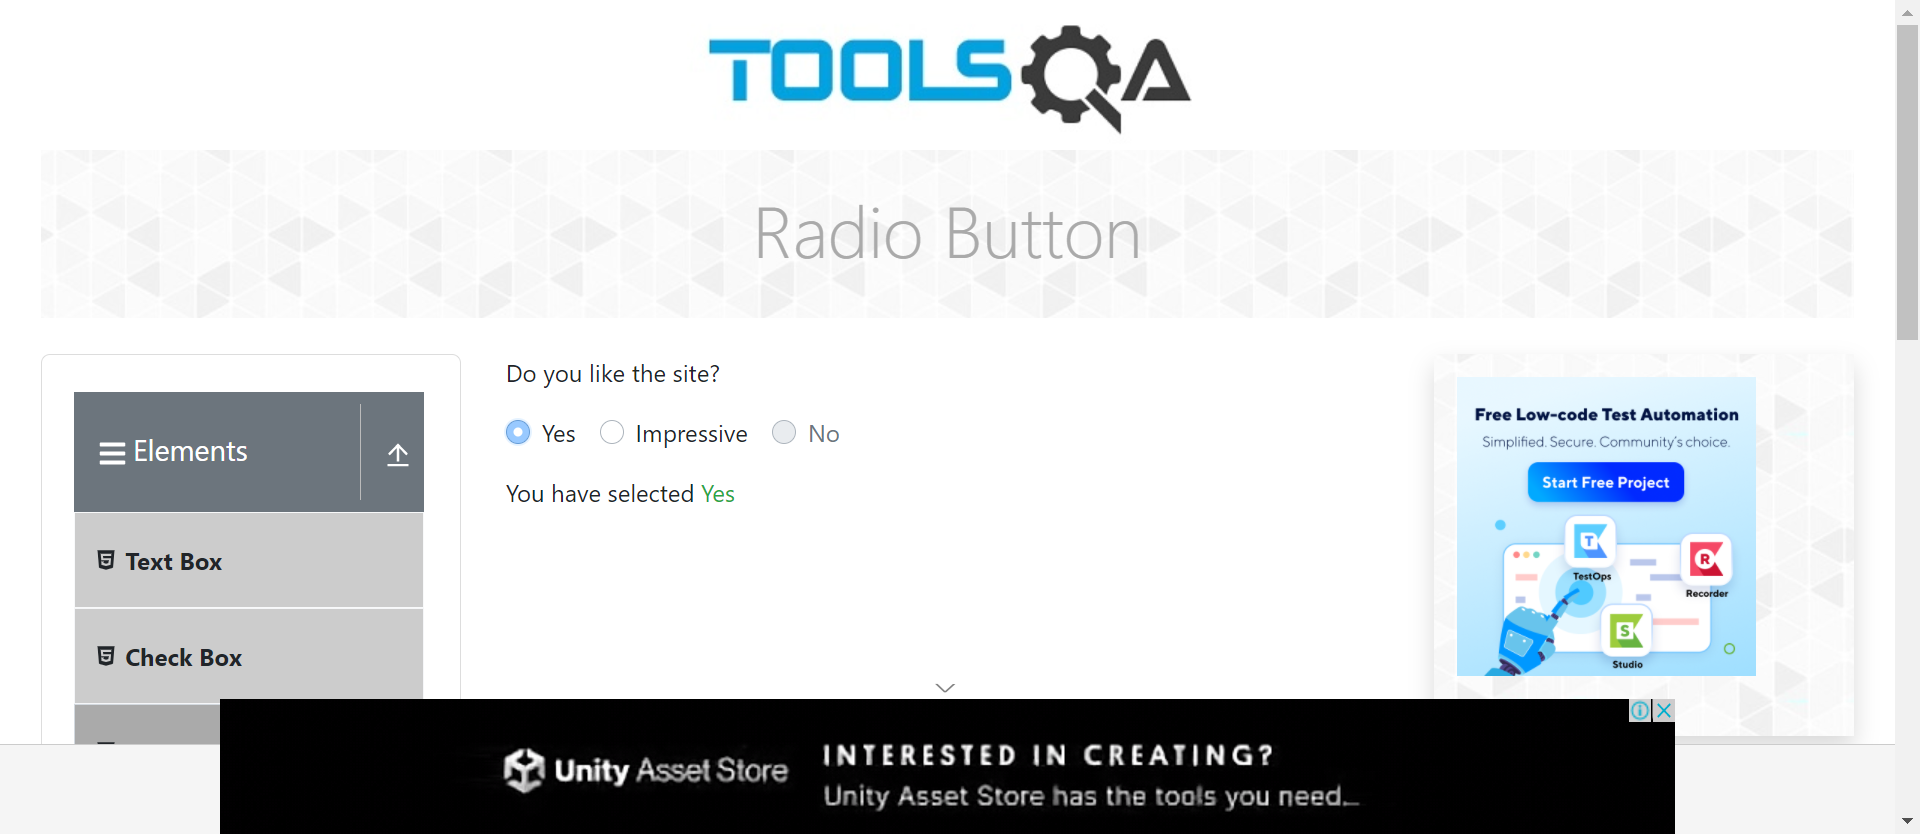 TOOLSQA
Radio Button
Elements
Text Box
Check Box
Do you like the site?
Yes Impressive No
You have selected Yes
Free Low-code Test Automation
Simplified. Secure. Community's choice.
Start Free Project
TestOps
Recorder
Studio
Unity Asset Store
INTERESTED IN CREATING?
Unity Asset Store has the tools you need...